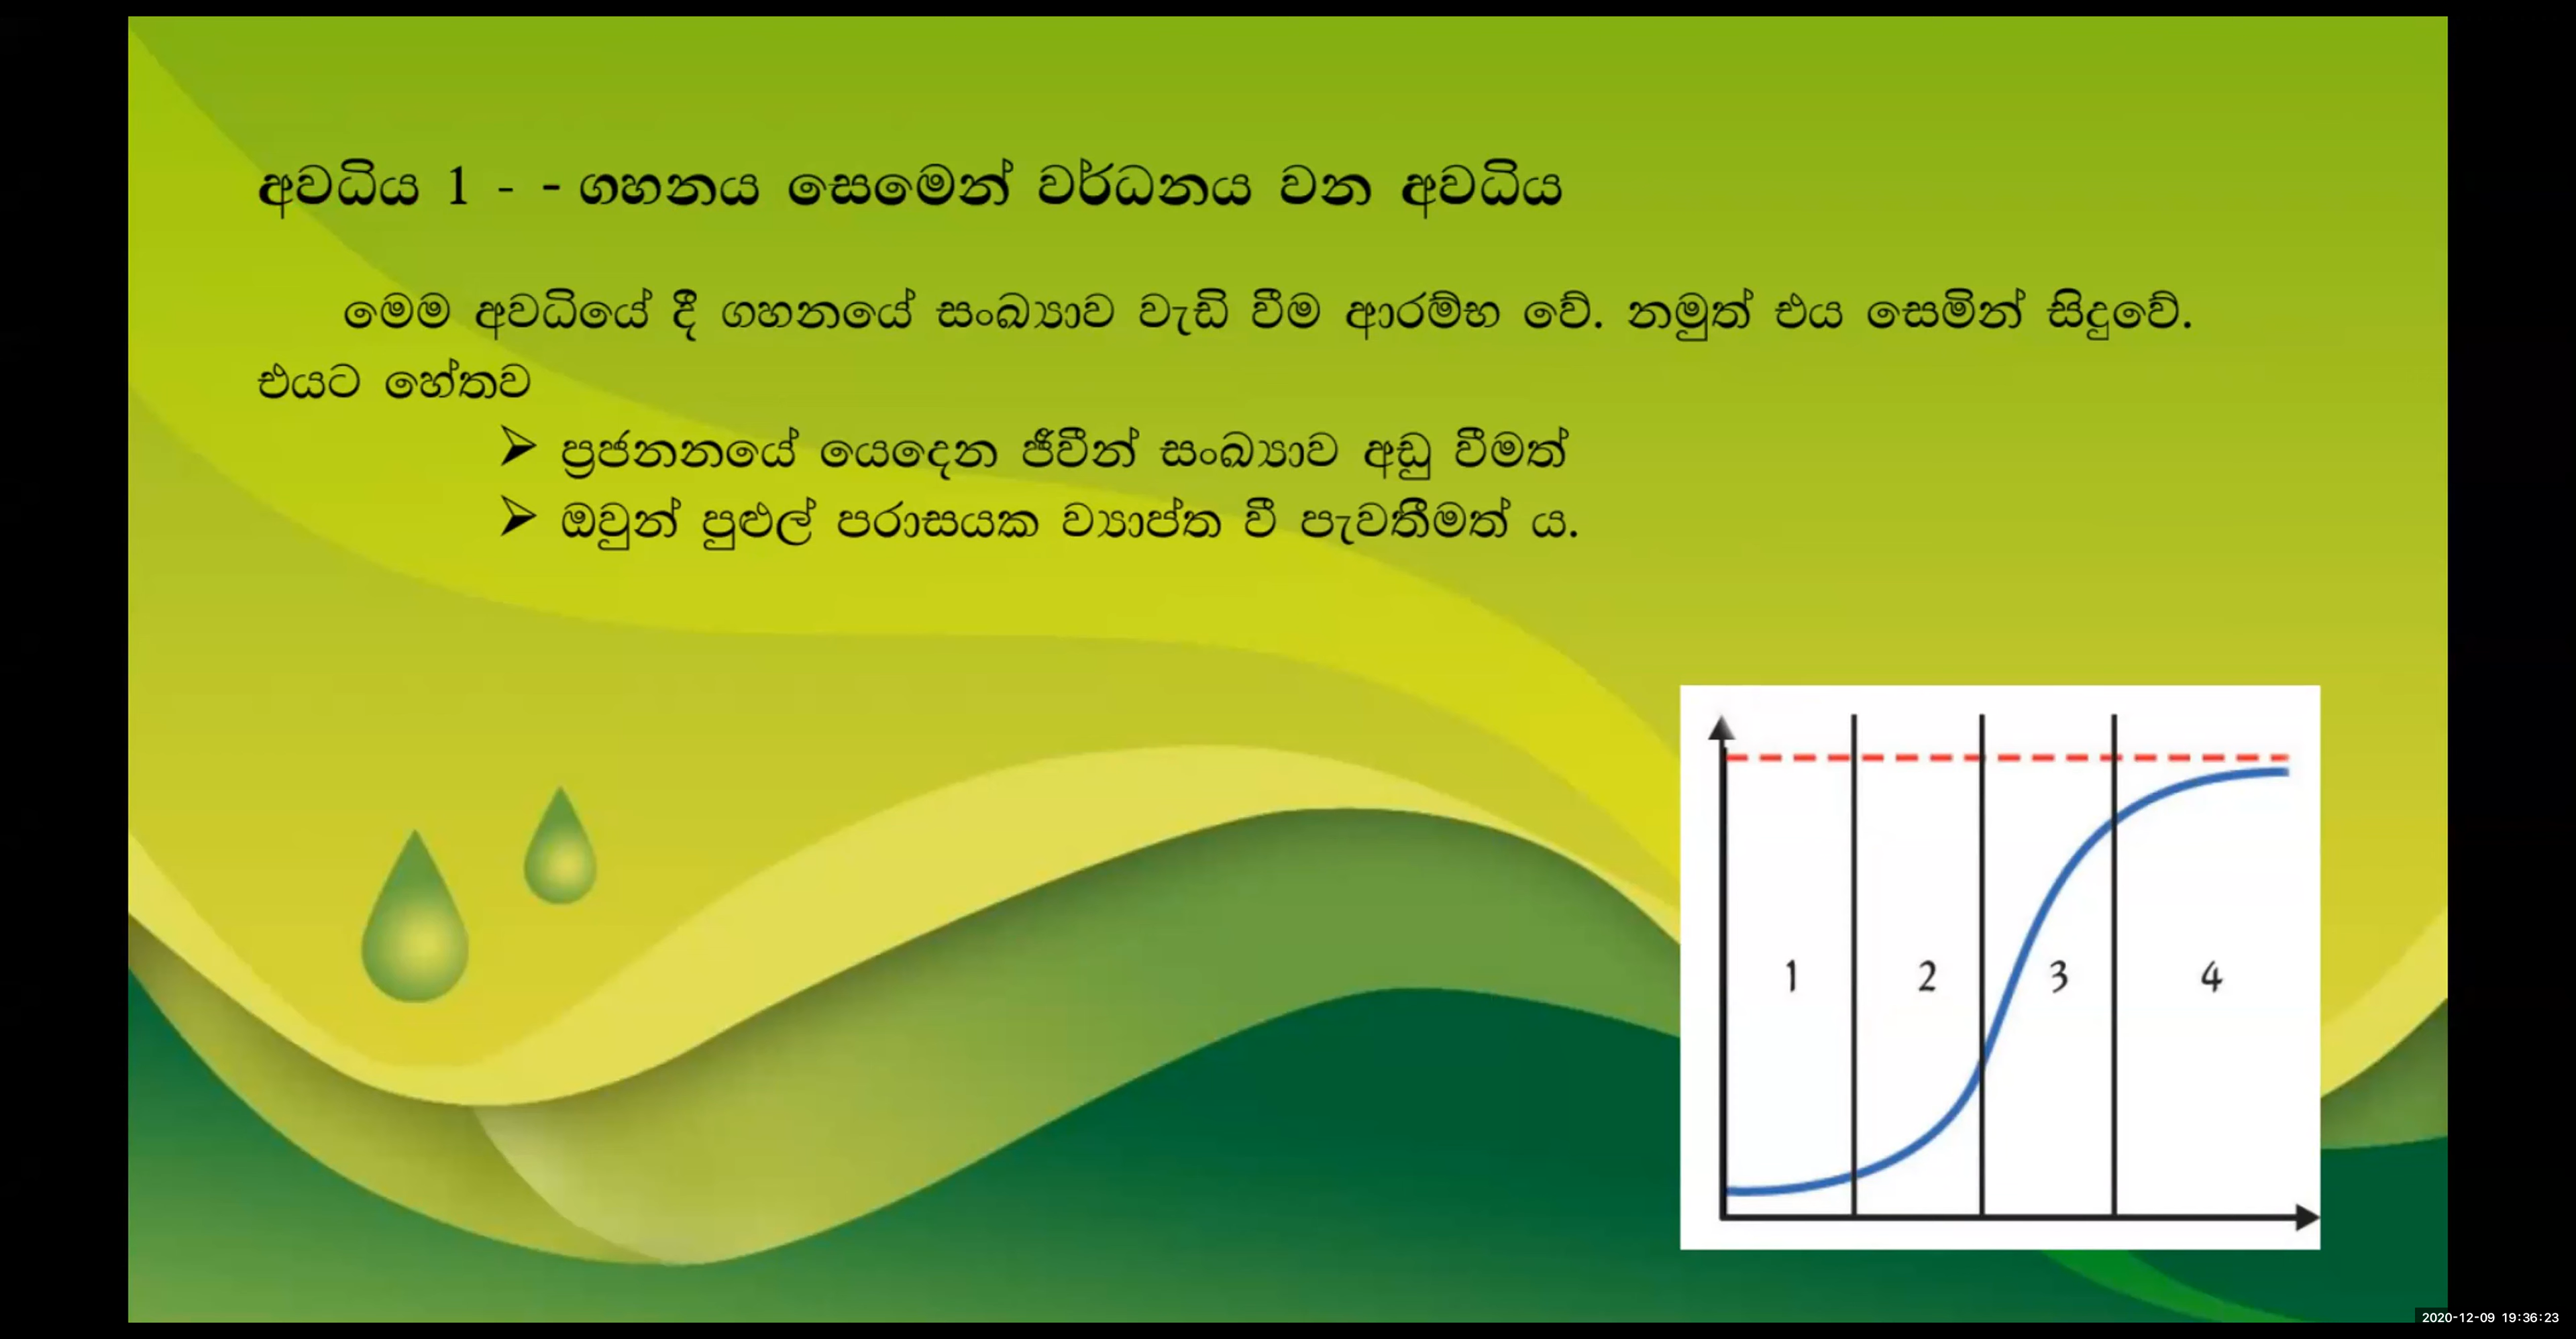 අවධිය 1 - - ගහනය සෙමෙන් වර්ධනය වන අවධිය
මෙම අවධියේ දී ගහනයේ සංඛ්‍යාව වැඩි වීම ආරම්භ වේ. නමුත් එය සෙමින් සිදුවේ.
එයට හේතව
➢ ප්‍රජනනයේ යෙදෙන ජීවීන් සංඛ්‍යාව අඩු වීමත්
➢ ඔවුන් පුළුල් පරාසයක ව්‍යාප්ත වී පැවතීමත් ය.
1 2 3 4
2020-12-09 19:36:23